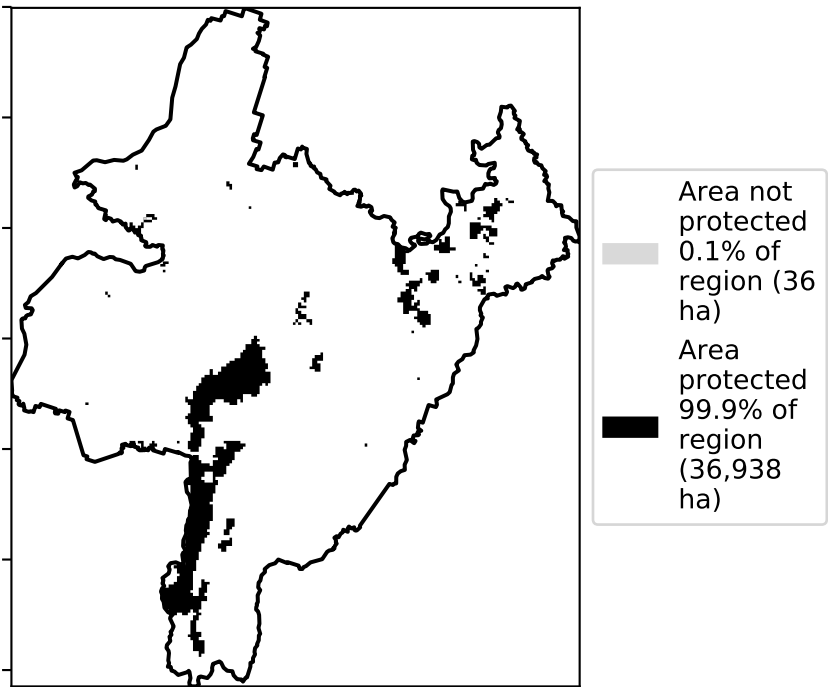 Area not
protected
0.1% of
region (36
ha)
Area
protected
99.9% of
region
(36,938
ha)